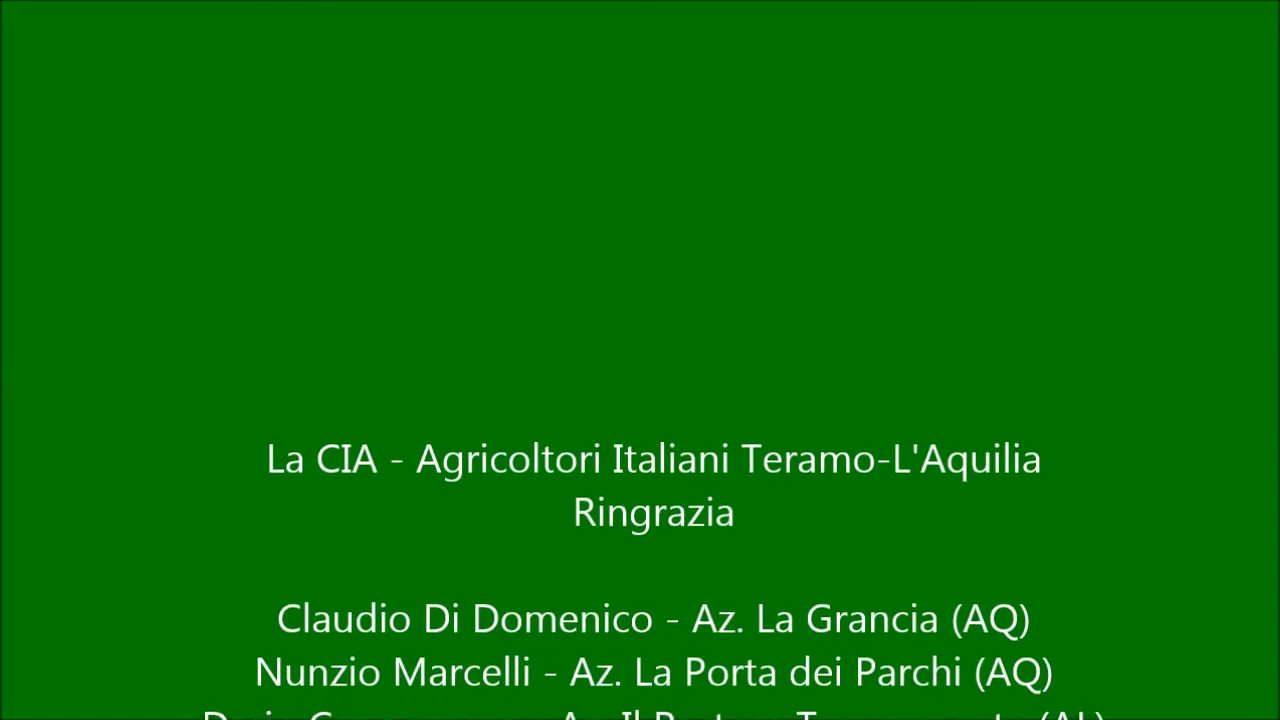 La CIA - Agricoltori Italiani Teramo-L'Aquilia
Ringrazia
Claudio Di Domenico - Az. La Grancia (AQ)
Nunzio Marcelli - Az. La Porta dei Parchi (AQ)